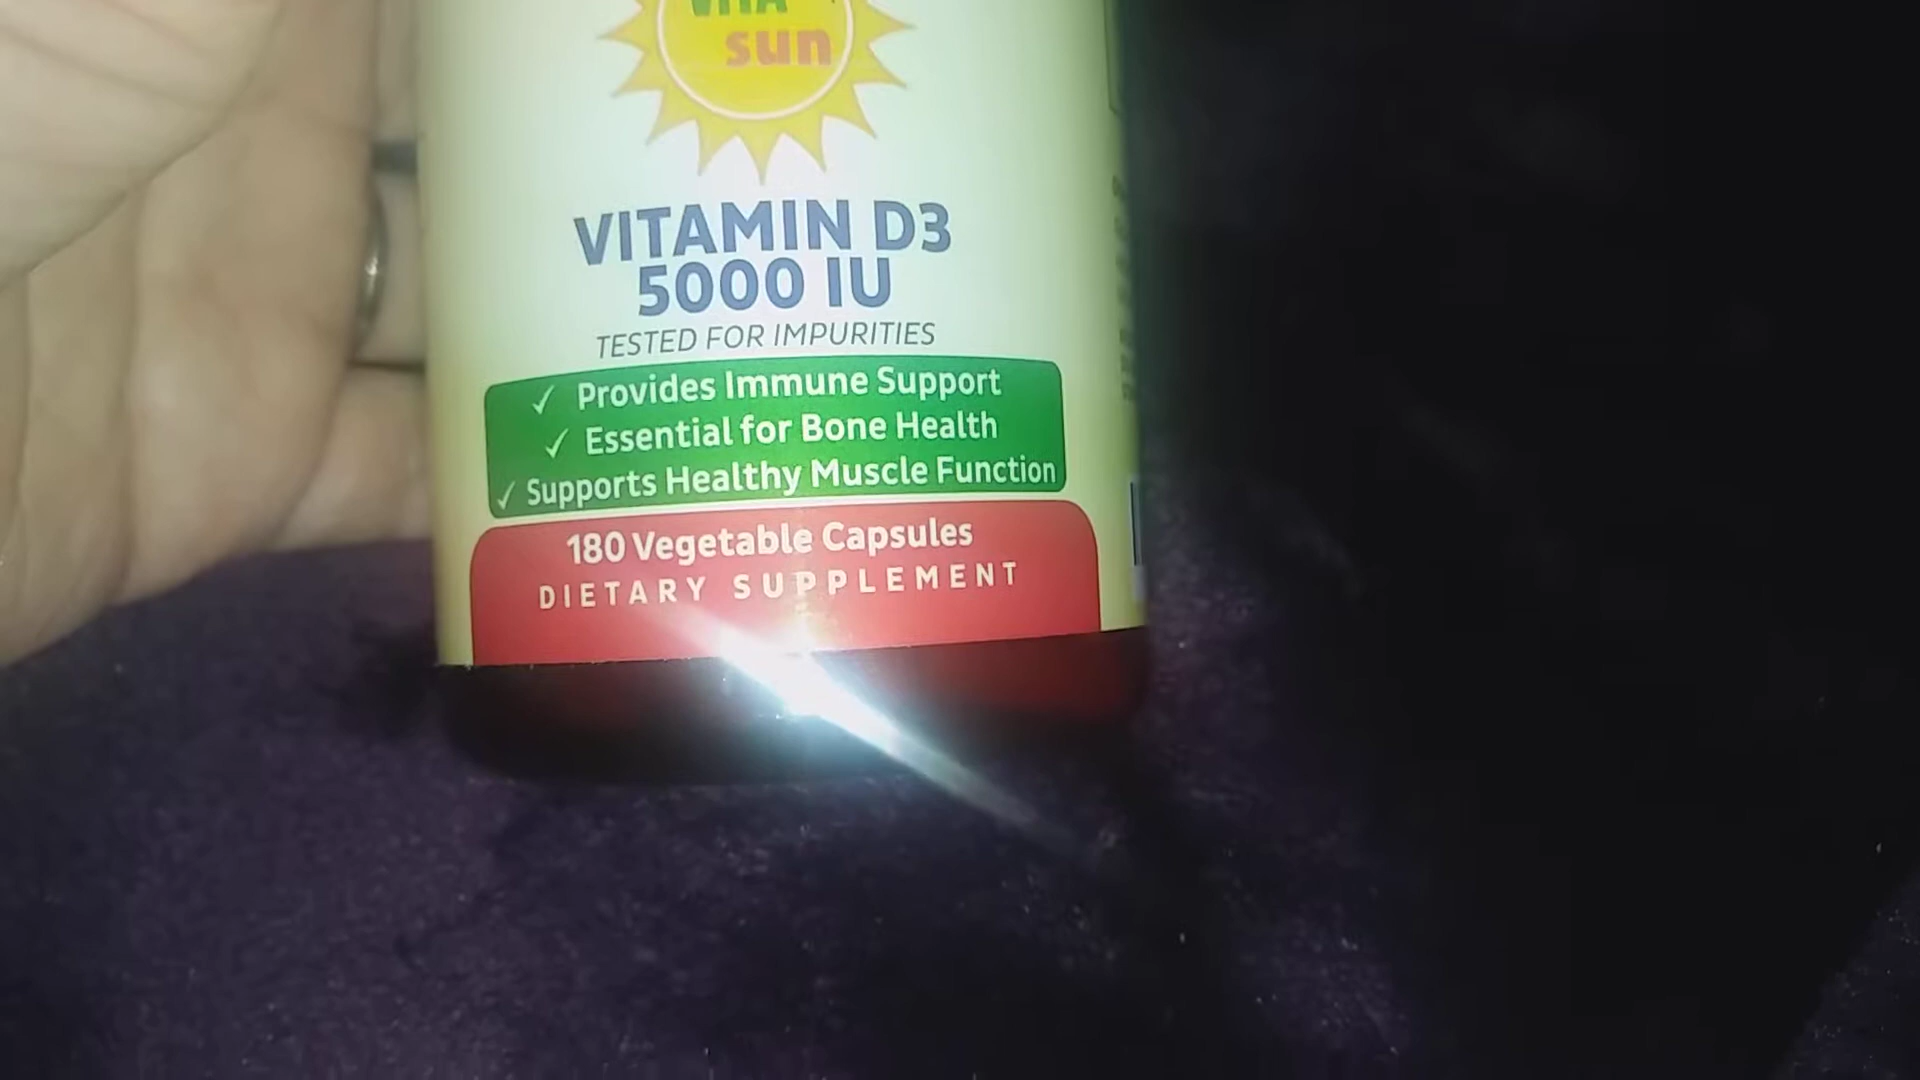 VITA
sun
VITAMIN D3
5000 IU
TESTED FOR IMPURITIES
✓ Provides Immune Support
✓ Essential for Bone Health
✓ Supports Healthy Muscle Function
180 Vegetable Capsules
DIETARY SUPPLEMENT